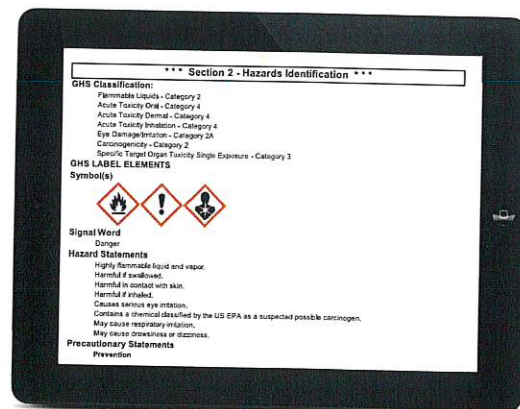 *** Section 2 - Hazards Identification ***
GHS Classification:
Flammable Liquids - Category 2
Acute Toxicity Oral - Category 4
Acute Toxicity Dermal - Category 4
Acute Toxicity Inhalation - Category 4
Eye Damage/Irritation - Category 2A
Carcinogenicity - Category 2
Specific Target Organ Toxicity Single Exposure - Category 3
GHS LABEL ELEMENTS
Symbol(s)
Signal Word
Danger
Hazard Statements
Highly flammable liquid and vapor.
Harmful if swallowed.
Harmful in contact with skin.
Harmful if inhaled.
Causes serious eye irritation.
Contains a chemical classified by the US EPA as a suspected possible carcinogen.
May cause respiratory irritation.
May cause drowsiness or dizziness.
Precautionary Statements
Prevention